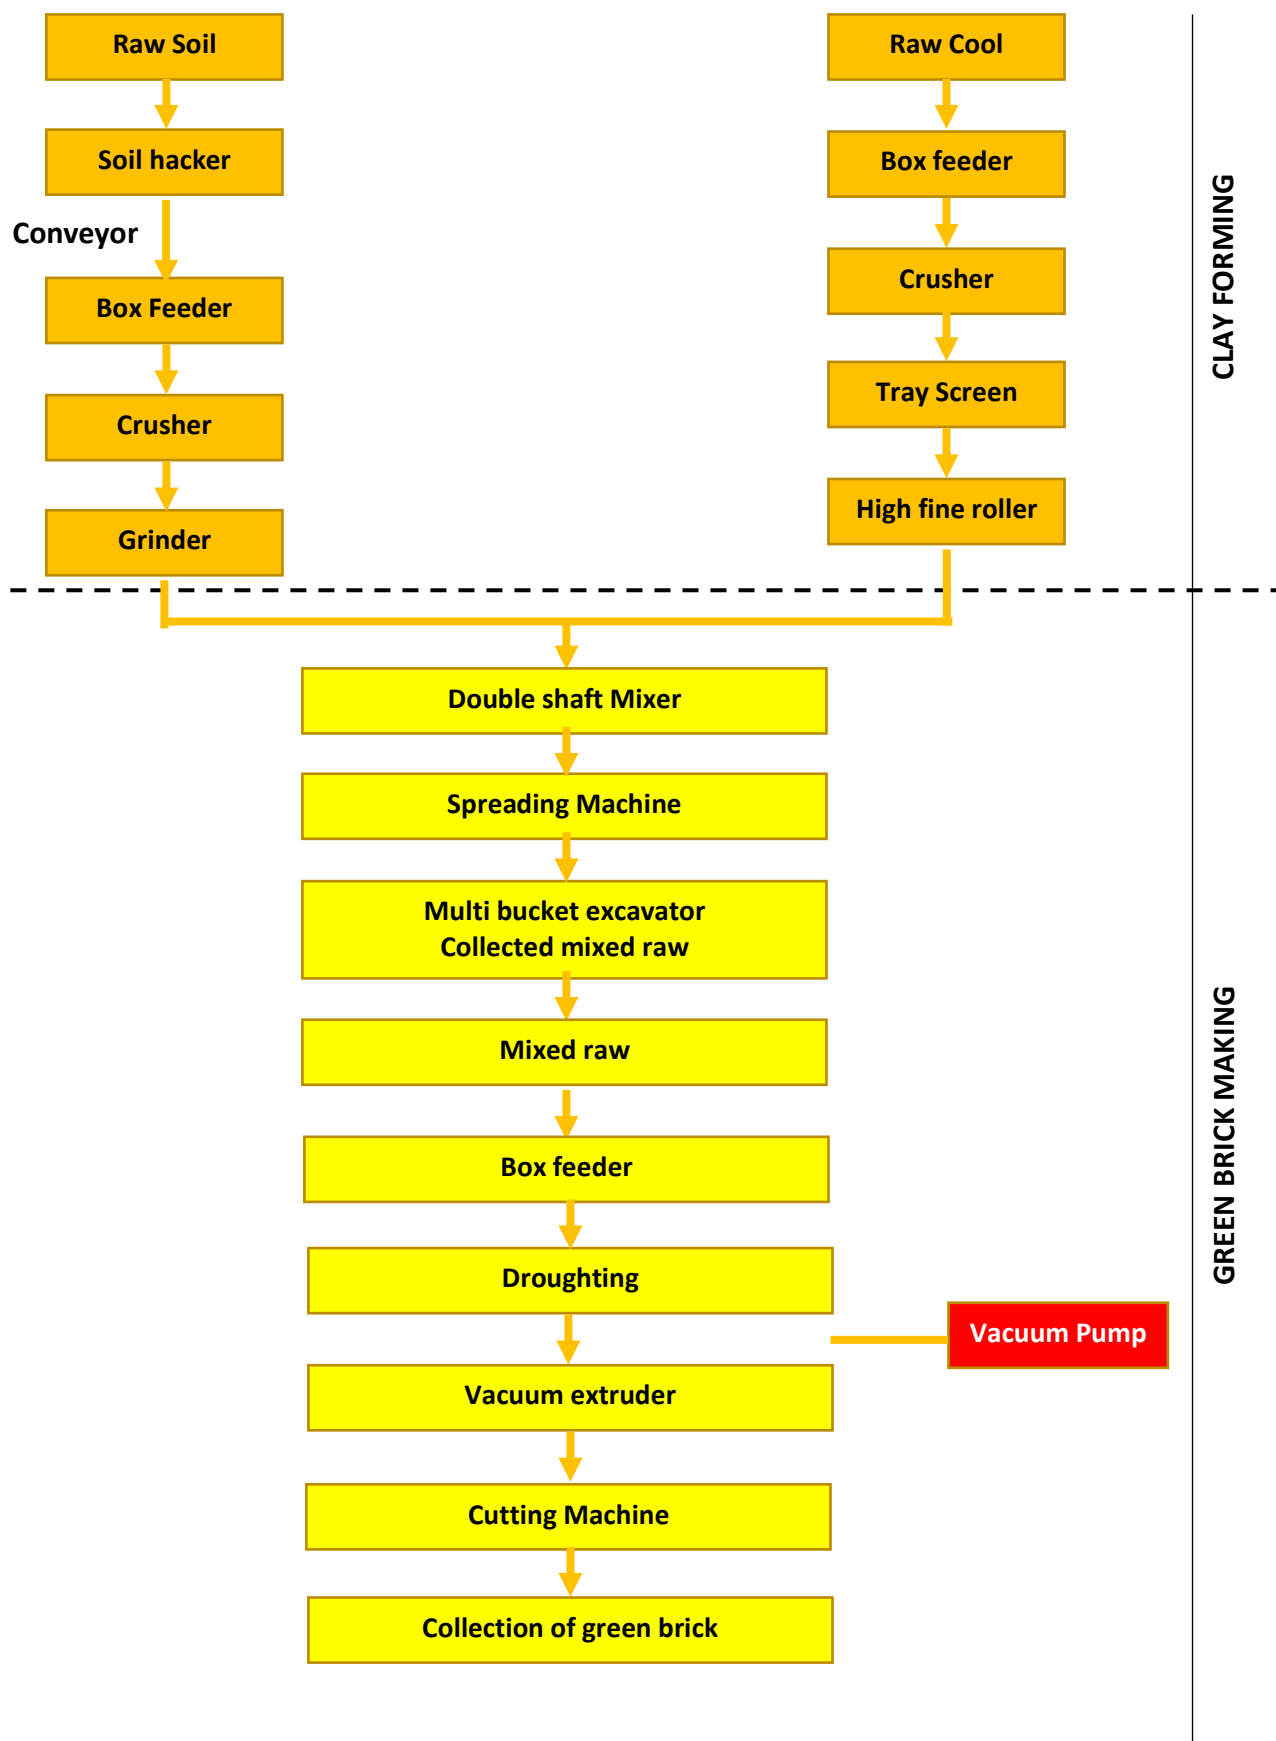 Raw Soil
Soil hacker
Conveyor
Box Feeder
Crusher
Grinder
Raw Cool
Box feeder
Crusher
Tray Screen
High fine roller
CLAY FORMING
Double shaft Mixer
Spreading Machine
Multi bucket excavator
Collected mixed raw
Mixed raw
Box feeder
Droughting
Vacuum Pump
Vacuum extruder
Cutting Machine
Collection of green brick
GREEN BRICK MAKING